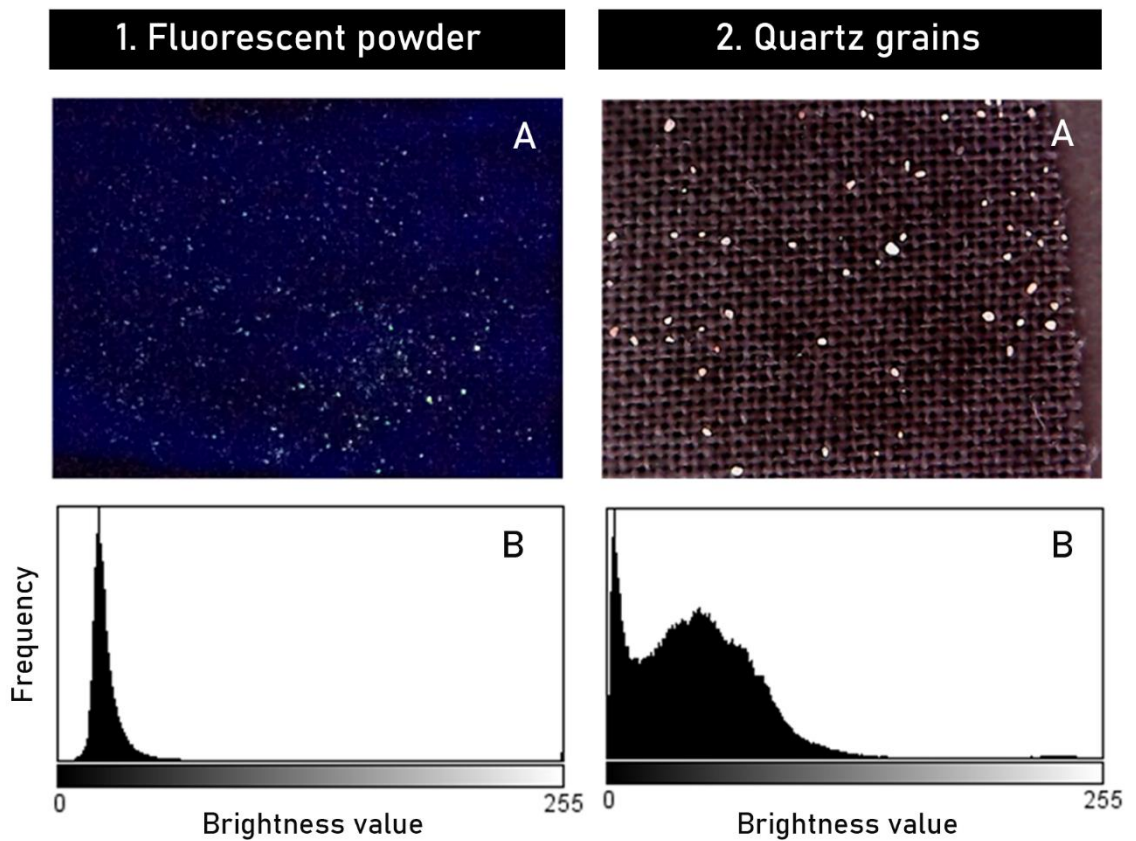 1. Fluorescent powder
2. Quartz grains
A
A
B
B
Frequency
0
255
0
255
Brightness value
Brightness value